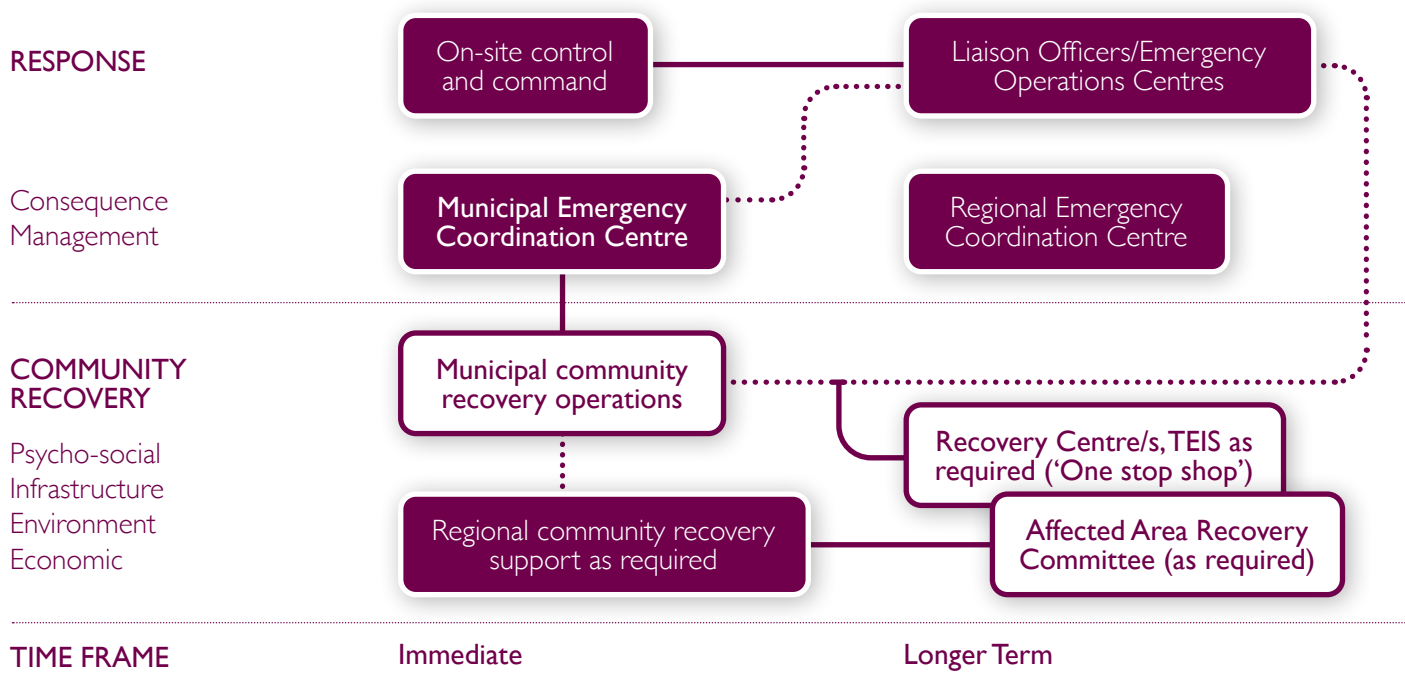 RESPONSE
On-site control
and command
Liaison Officers/Emergency
Operations Centres
Consequence
Management
Municipal Emergency
Coordination Centre
Regional Emergency
Coordination Centre
COMMUNITY
RECOVERY
Psycho-social
Infrastructure
Environment
Economic
Municipal community
recovery operations
Recovery Centre/s, TEIS as
required (‘One stop shop’)
Regional community recovery
support as required
Affected Area Recovery
Committee (as required)
TIME FRAME
Immediate
Longer Term